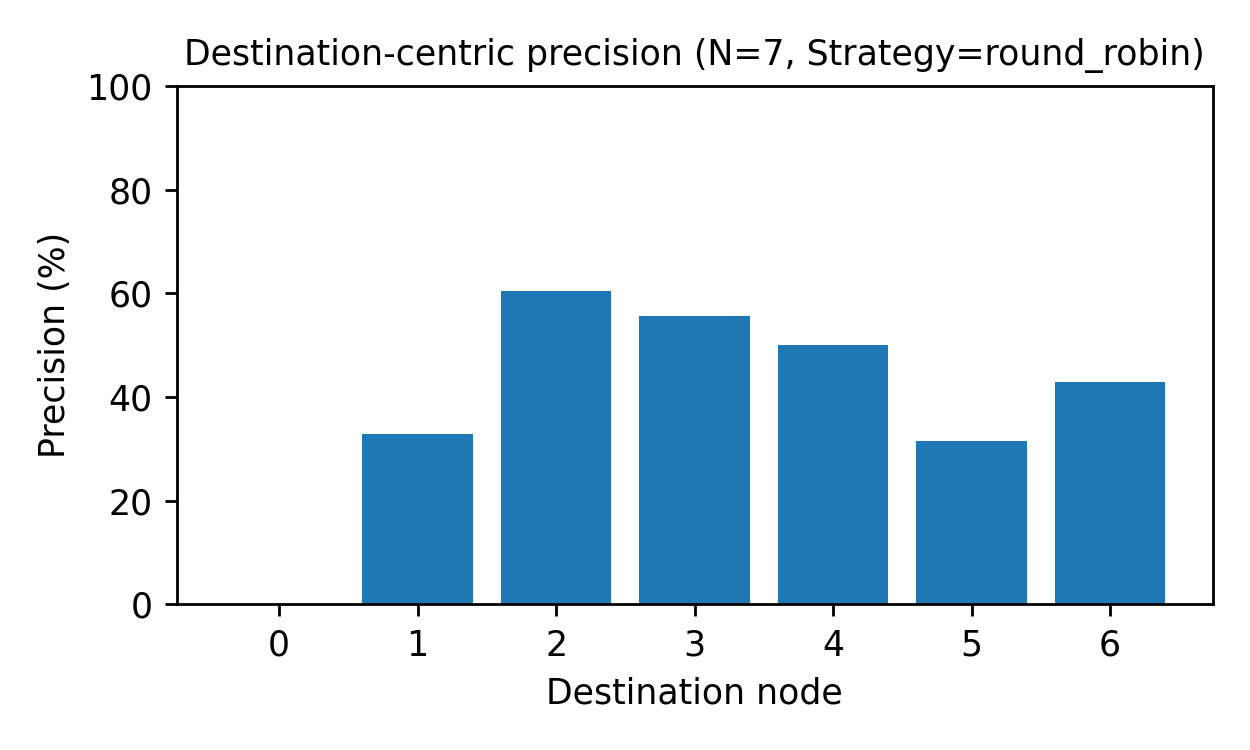 Destination-centric precision (N=7, Strategy=round_robin)
100
80
60
40
20
0
Precision (%)
0 1 2 3 4 5 6
Destination node